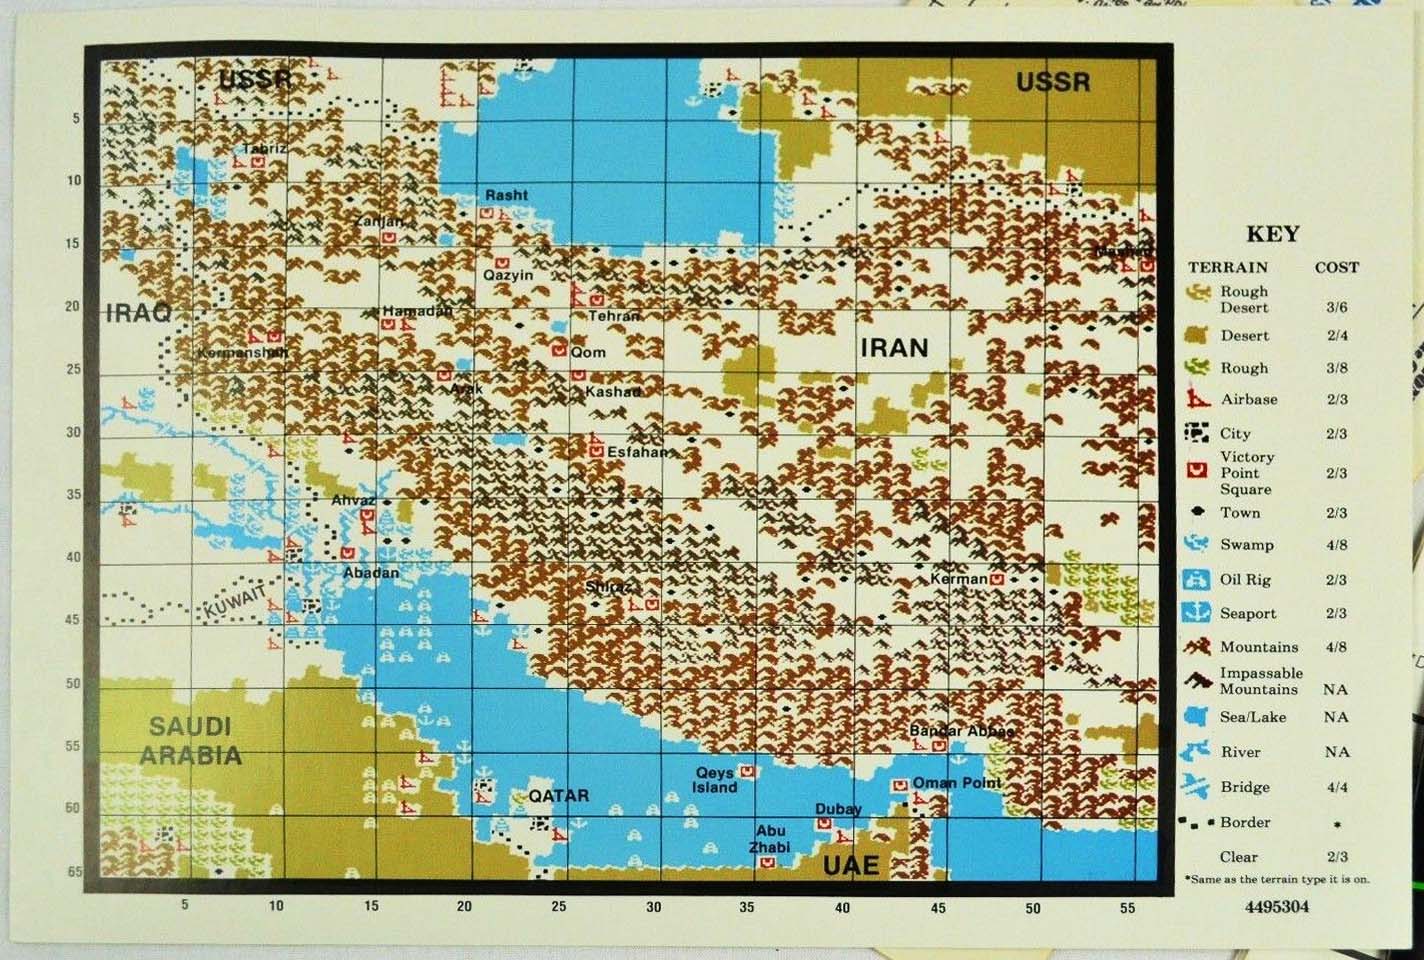 USSR
USSR
5
Tabriz
10
Rasht
Zanjan
15
Qazyin
20
IRAQ
Hamadan
Tehran
Kermanshah
Qom
IRAN
25
Arak
Kashad
30
Esfahan
35
Ahvaz
40
Abadan
Shiraz
Kerman
KUWAIT
45
50
SAUDI
ARABIA
55
Bandar Abbas
Qeys
Island
Oman Point
QATAR
60
Dubay
Abu
Zhabi
UAE
65
5 10 15 20 25 30 35 40 45 50 55
KEY
TERRAIN COST
Rough
Desert 3/6
Desert 2/4
Rough 3/8
Airbase 2/3
City 2/3
Victory
Point 2/3
Square
Town 2/3
Swamp 4/8
Oil Rig 2/3
Seaport 2/3
Mountains 4/8
Impassable
Mountains NA
Sea/Lake NA
River NA
Bridge 4/4
Border *
Clear 2/3
*Same as the terrain type it is on.
4495304